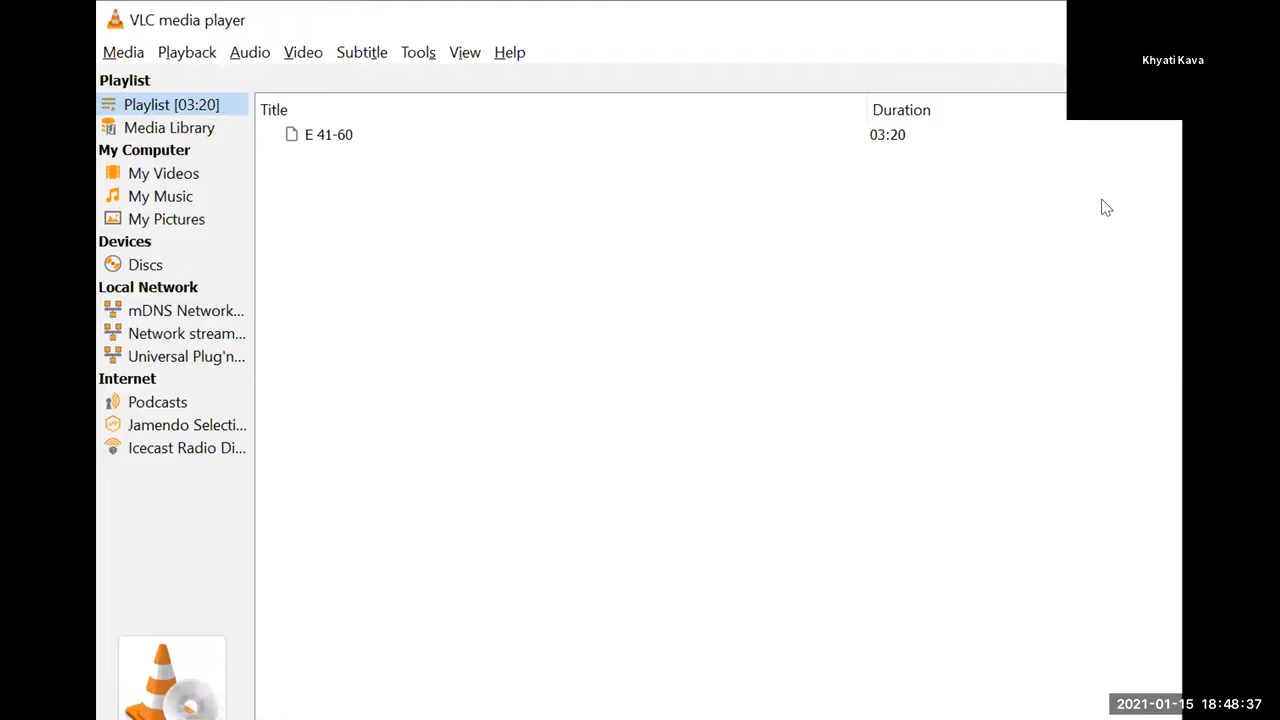 VLC media player
Media Playback Audio Video Subtitle Tools View Help
Khyati Kava
Playlist
Playlist [03:20]
Media Library
My Computer
My Videos
My Music
My Pictures
Devices
Discs
Local Network
mDNS Network...
Network stream...
Universal Plug'n...
Internet
Podcasts
Jamendo Selecti...
Icecast Radio Di...
Title Duration
E 41-60 03:20
2021-01-15 18:48:37